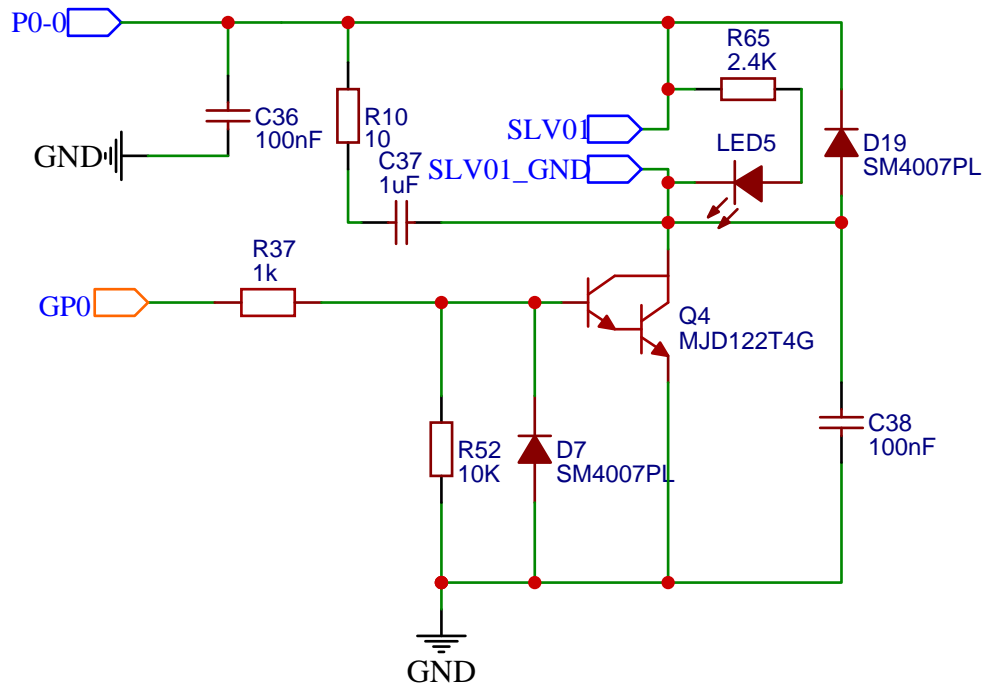 P0-0
R65
2.4K
C36
100nF
R10
10
SLV01
LED5
D19
SM4007PL
GND
C37
1uF
SLV01_GND
R37
1k
GP0
Q4
MJD122T4G
C38
100nF
R52
10K
D7
SM4007PL
GND